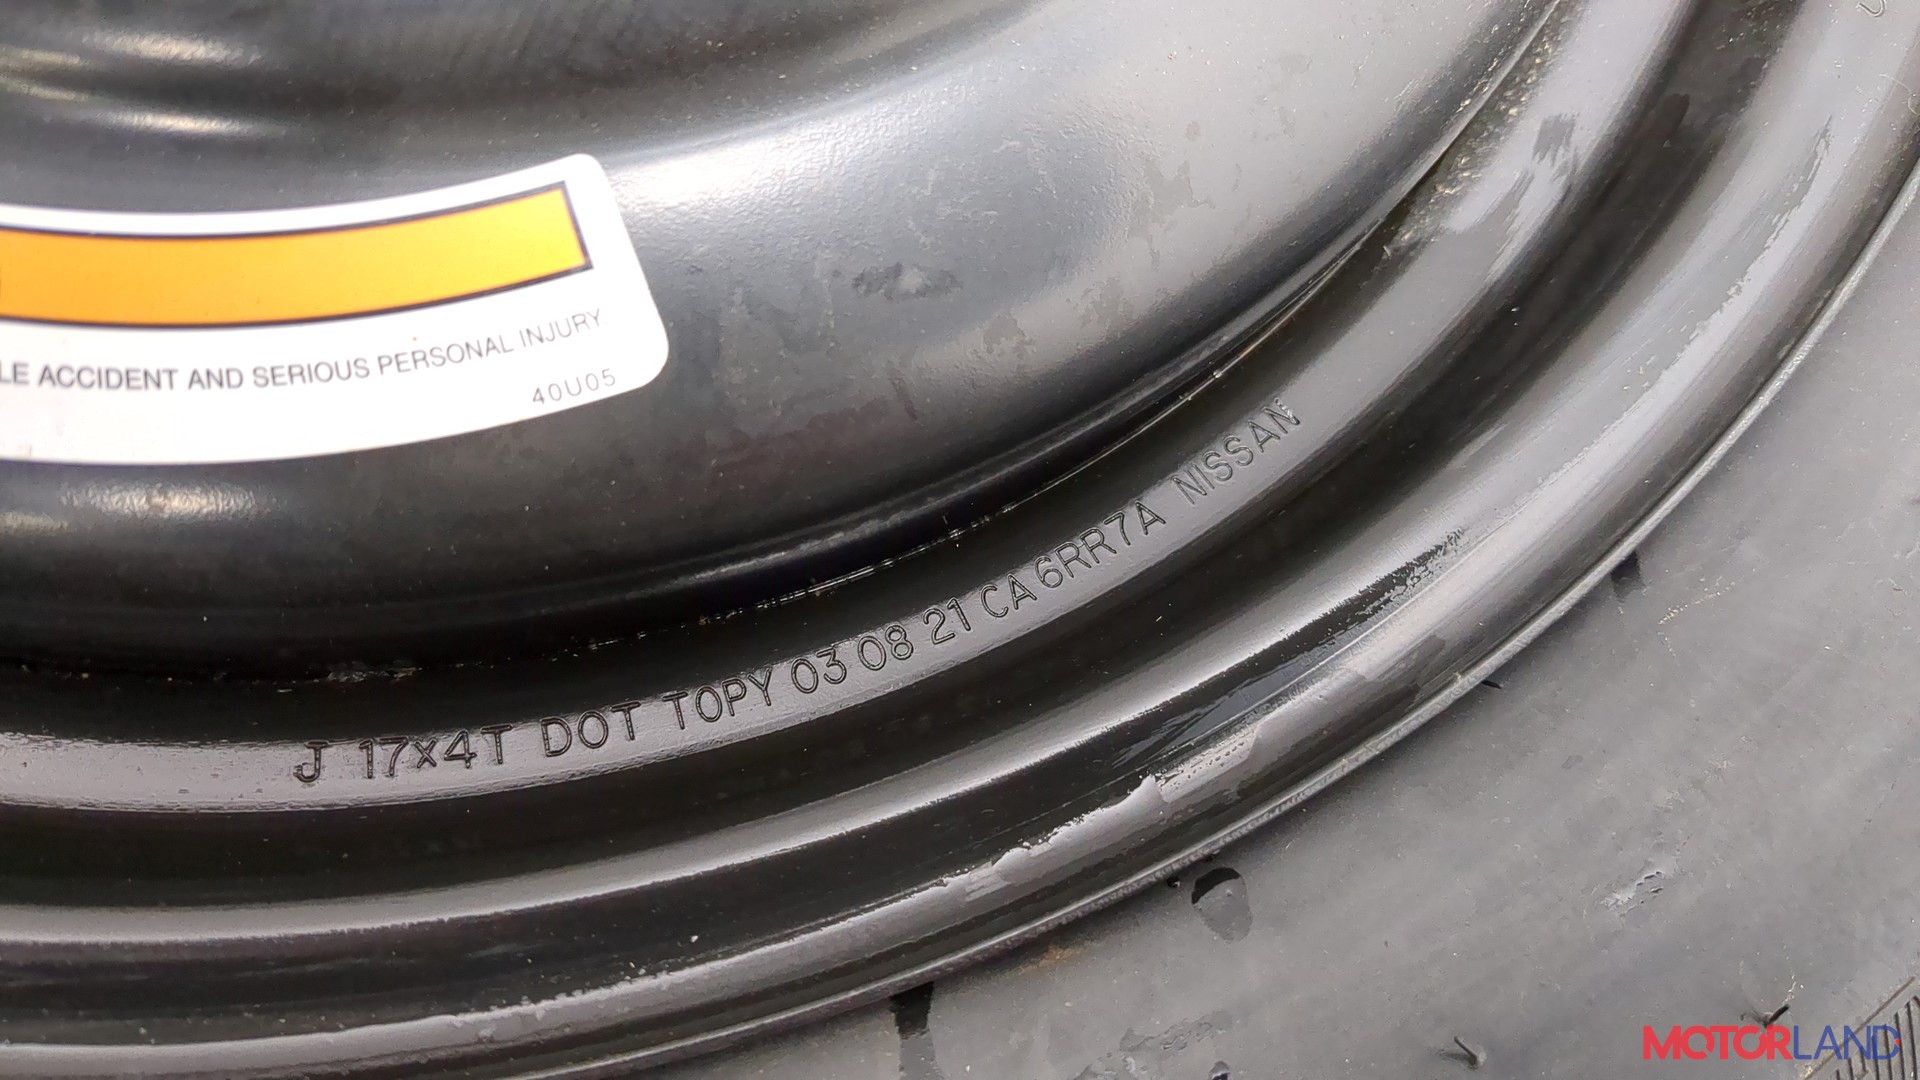 LE ACCIDENT AND SERIOUS PERSONAL INJURY
40U05
J 17x4T DOT TOPY 03 08 21 CA 6RR7A NISSAN
MOTORLAND